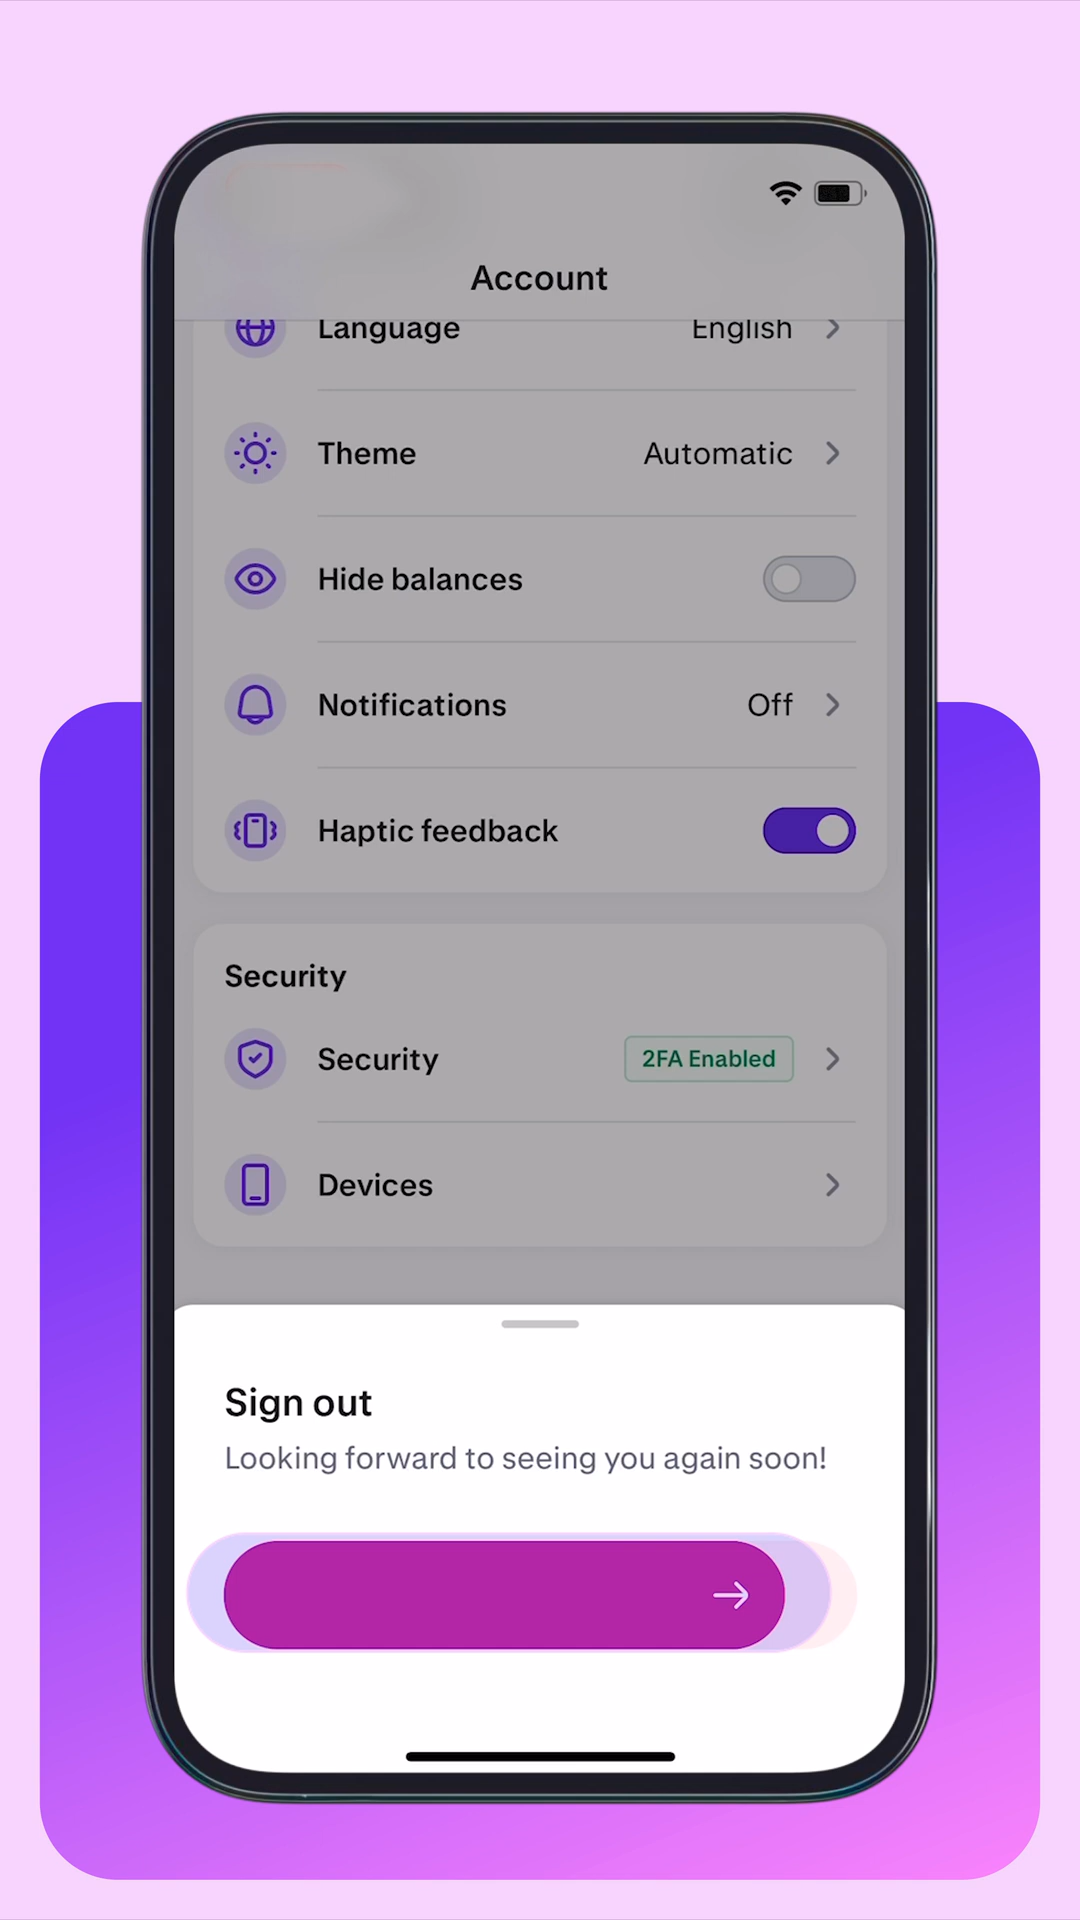 Account
Language English
Theme Automatic
Hide balances
Notifications Off
Haptic feedback
Security
Security 2FA Enabled
Devices
Sign out
Looking forward to seeing you again soon!